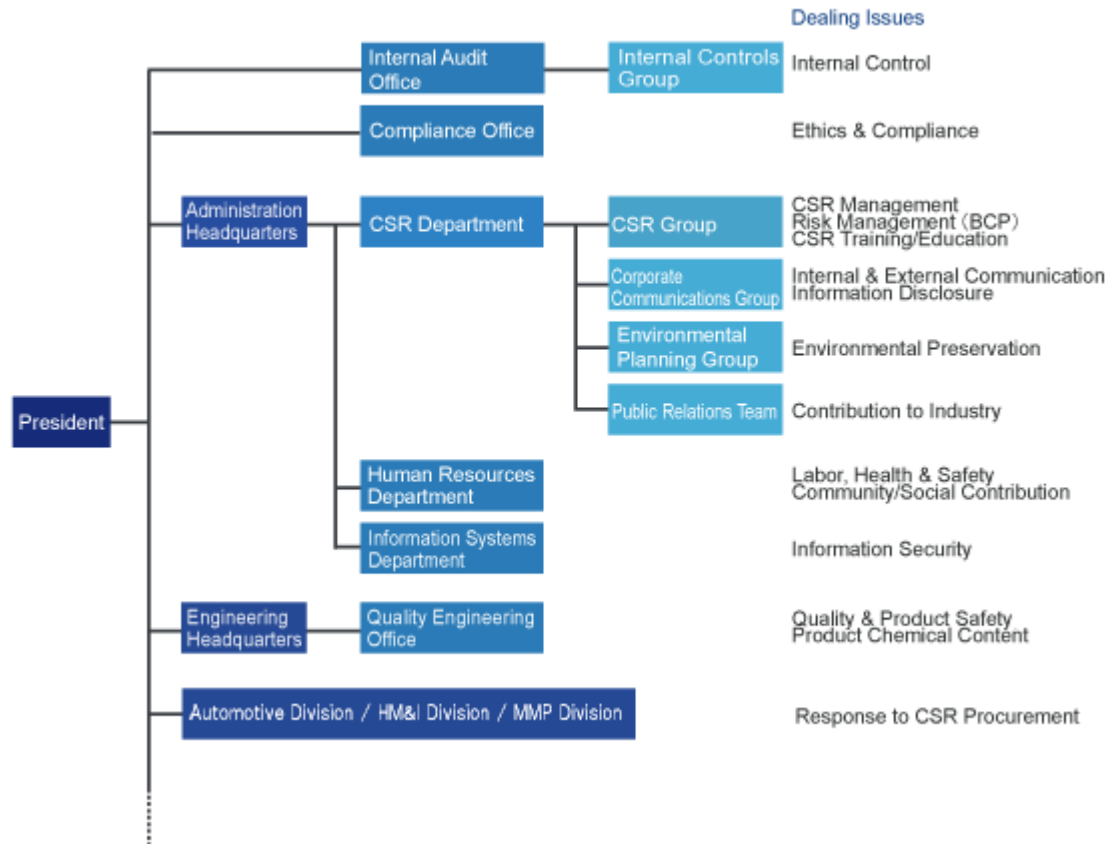 Dealing Issues
Internal Audit
Office
Internal Controls
Group
Internal Control
Compliance Office
Ethics & Compliance
Administration
Headquarters
CSR Department
CSR Group
CSR Management
Risk Management (BCP)
CSR Training/Education
Corporate
Communications Group
Internal & External Communication
Information Disclosure
Environmental
Planning Group
Environmental Preservation
President
Public Relations Team
Contribution to Industry
Human Resources
Department
Labor, Health & Safety
Community/Social Contribution
Information Systems
Department
Information Security
Engineering
Headquarters
Quality Engineering
Office
Quality & Product Safety
Product Chemical Content
Automotive Division / HM&I Division / MMP Division
Response to CSR Procurement